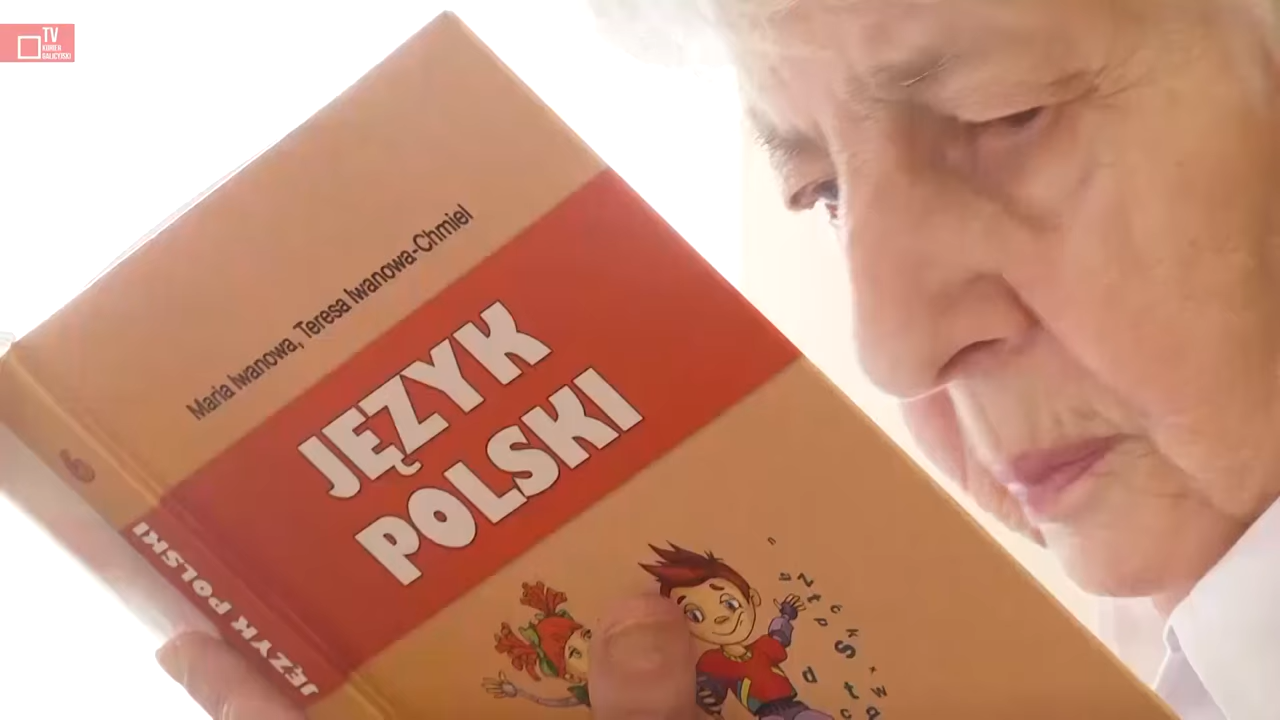 TV
KURIER
GALICYJSKI
Maria Iwanowa, Teresa Iwanowa-Chmiel
JĘZYK
POLSKI
6
JĘZYK POLSKI